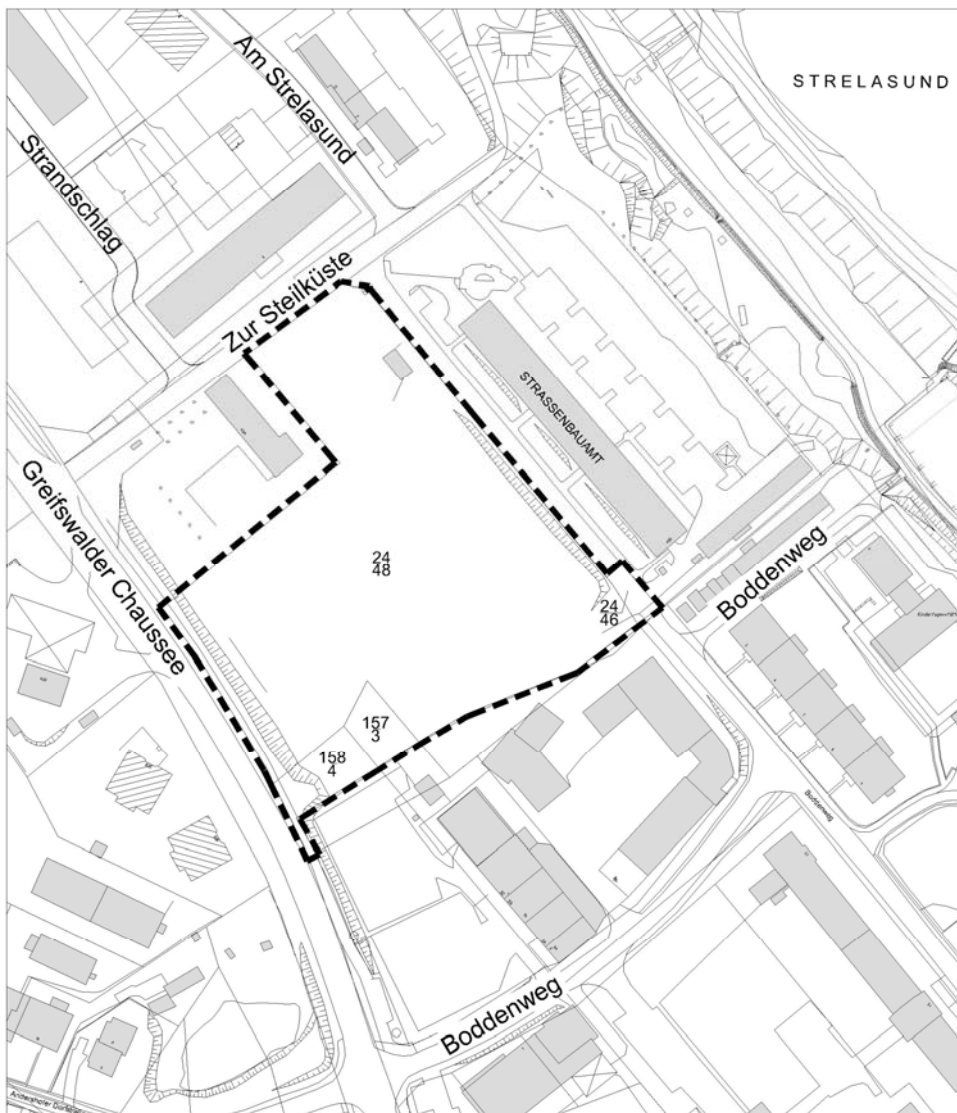 STRELASUND
Am Strelasund
Strandschlag
Zur Steilküste
STRASSENBAUAMT
Greifswalder Chaussee
24
48
24
46
Boddenweg
157
3
158
4
Boddenweg
Boddenweg